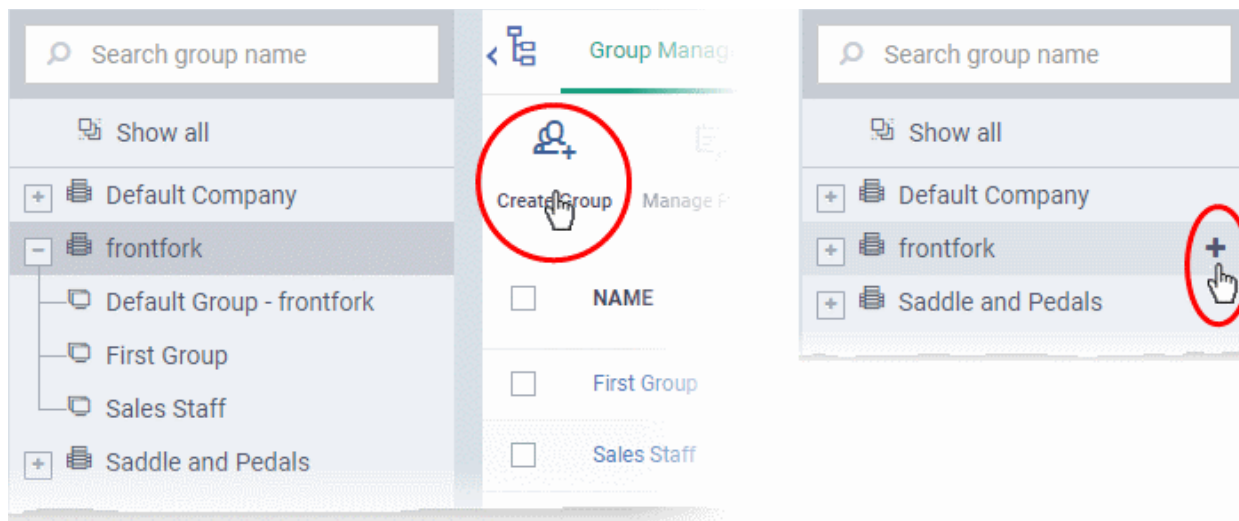 Search group name
Show all
Default Company
frontfork
Default Group - frontfork
First Group
Sales Staff
Saddle and Pedals
Group
Create Group
Manage
NAME
First Group
Sales Staff
Search group name
Show all
Default Company
frontfork
Saddle and Pedals